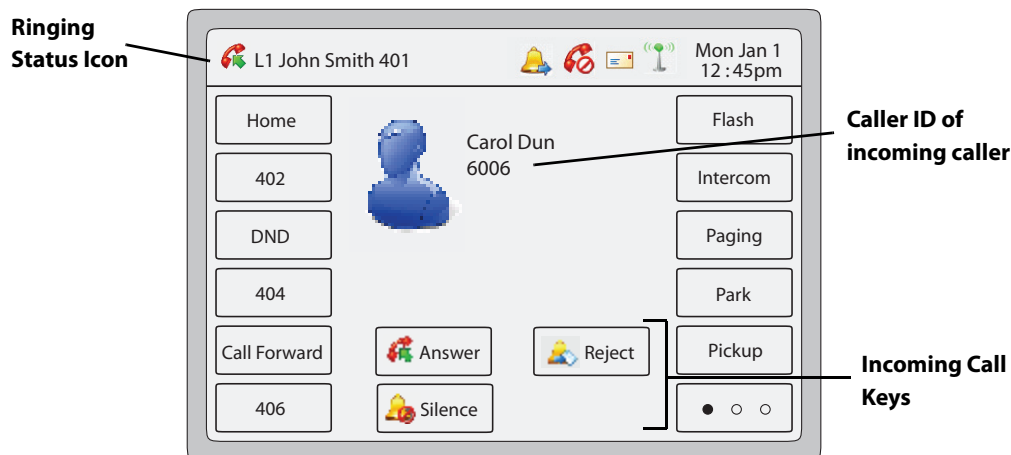 Ringing
Status Icon
L1 John Smith 401
Mon Jan 1
12 : 45pm
Home
402
DND
404
Call Forward
406
Carol Dun
6006
Answer
Reject
Silence
Flash
Intercom
Paging
Park
Pickup
Caller ID of
incoming caller
Incoming Call
Keys